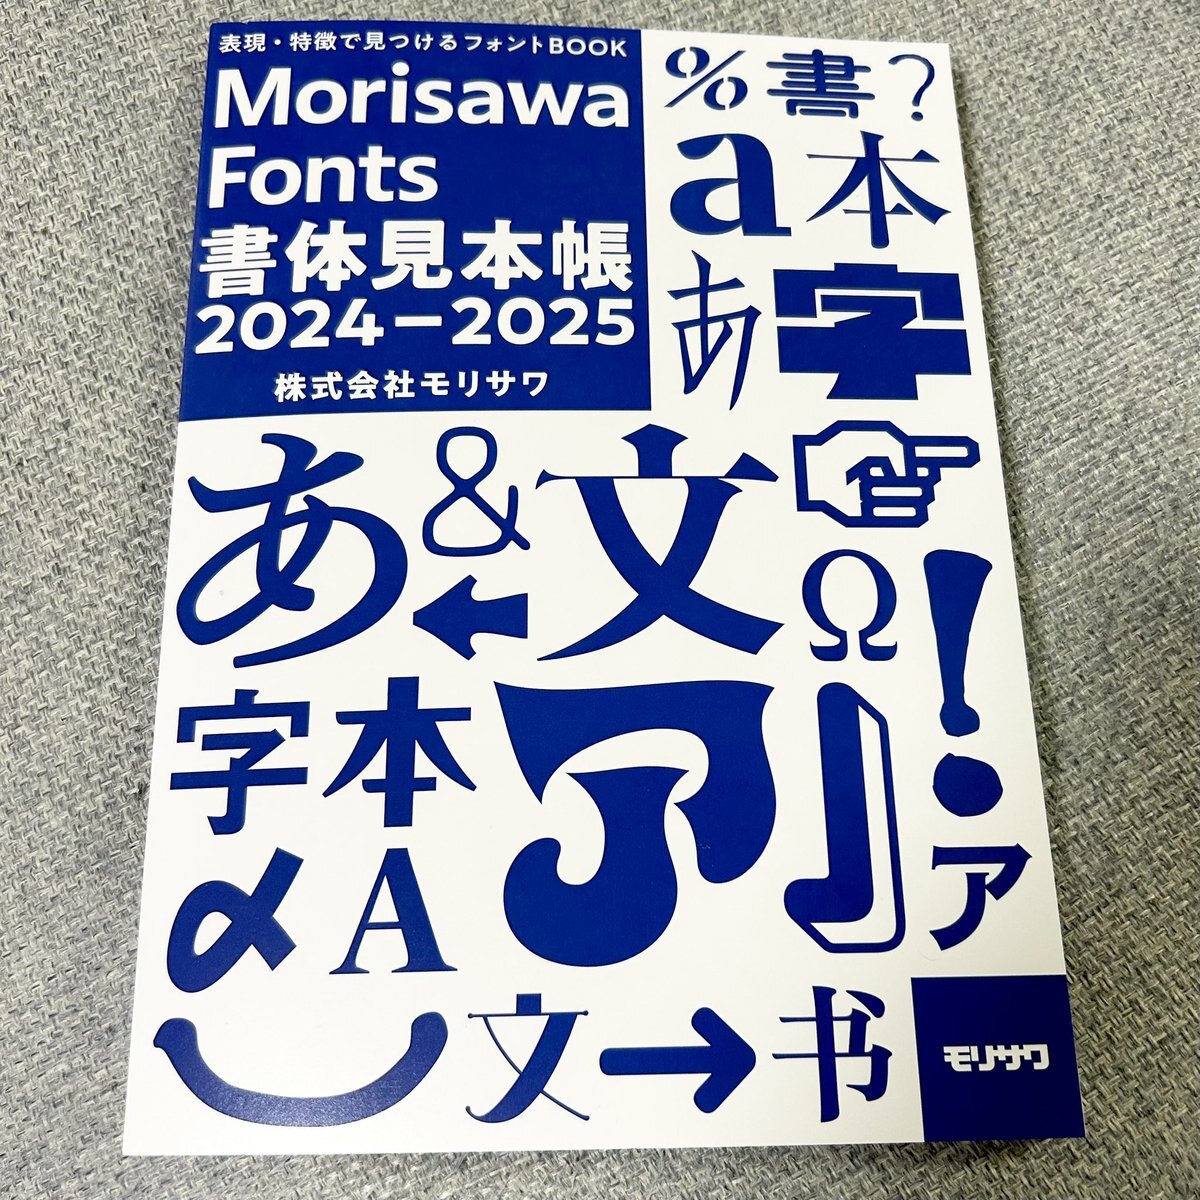 表現・特徴で見つけるフォントBOOK
Morisawa
Fonts
書体見本帳
2024-2025
株式会社モリサワ
% 書 ?
a 本
あ 字
あ & 文
Ω !
字 本 ア 」
ア
α A
文 → 书
モリサワ